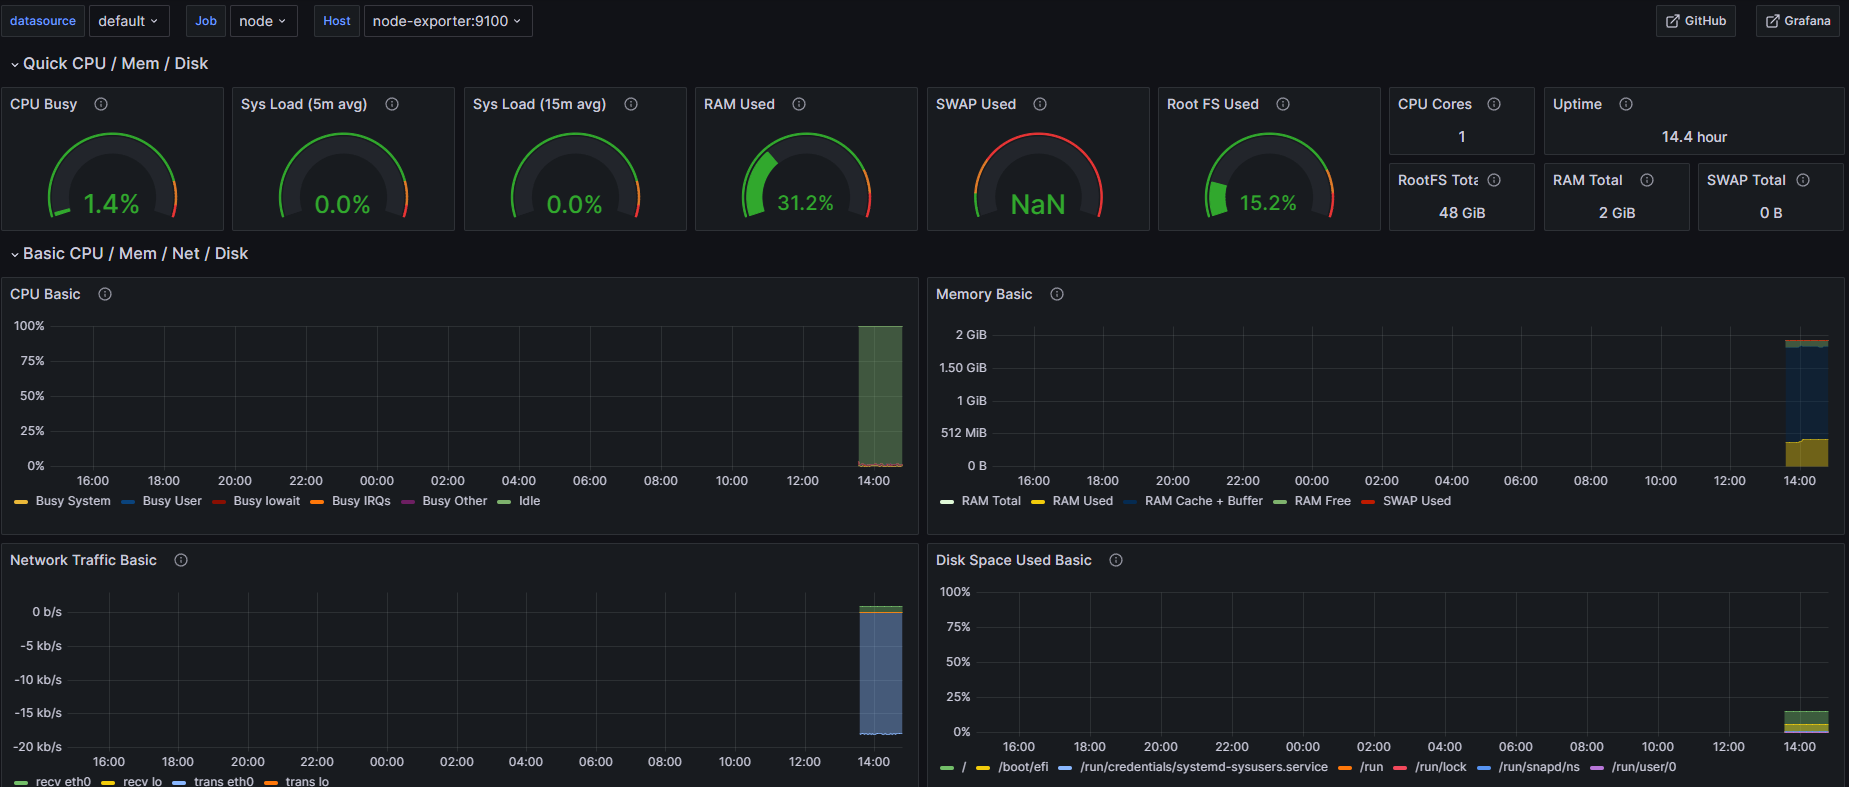 datasource default Job node Host node-exporter:9100 GitHub Grafana
Quick CPU / Mem / Disk
CPU Busy Sys Load (5m avg) Sys Load (15m avg) RAM Used SWAP Used Root FS Used CPU Cores Uptime
1 14.4 hour
RootFS Tota RAM Total SWAP Total
1.4% 0.0% 0.0% 31.2% NaN 15.2% 48 GiB 2 GiB 0 B
Basic CPU / Mem / Net / Disk
CPU Basic
100%
75%
50%
25%
0%
16:00 18:00 20:00 22:00 00:00 02:00 04:00 06:00 08:00 10:00 12:00 14:00
Busy System Busy User Busy Iowait Busy IRQs Busy Other Idle
Memory Basic
2 GiB
1.50 GiB
1 GiB
512 MiB
0 B
16:00 18:00 20:00 22:00 00:00 02:00 04:00 06:00 08:00 10:00 12:00 14:00
RAM Total RAM Used RAM Cache + Buffer RAM Free SWAP Used
Network Traffic Basic
0 b/s
-5 kb/s
-10 kb/s
-15 kb/s
-20 kb/s
16:00 18:00 20:00 22:00 00:00 02:00 04:00 06:00 08:00 10:00 12:00 14:00
recv eth0 recv lo trans eth0 trans lo
Disk Space Used Basic
100%
75%
50%
25%
0%
16:00 18:00 20:00 22:00 00:00 02:00 04:00 06:00 08:00 10:00 12:00 14:00
/ /boot/efi /run/credentials/systemd-sysusers.service /run /run/lock /run/snapd/ns /run/user/0